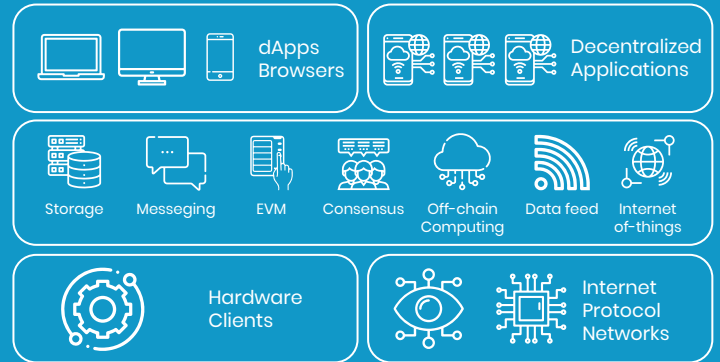 dApps
Browsers
Decentralized
Applications
Storage
Messeging
EVM
Consensus
Off-chain
Computing
Data feed
Internet
of-things
Hardware
Clients
Internet
Protocol
Networks